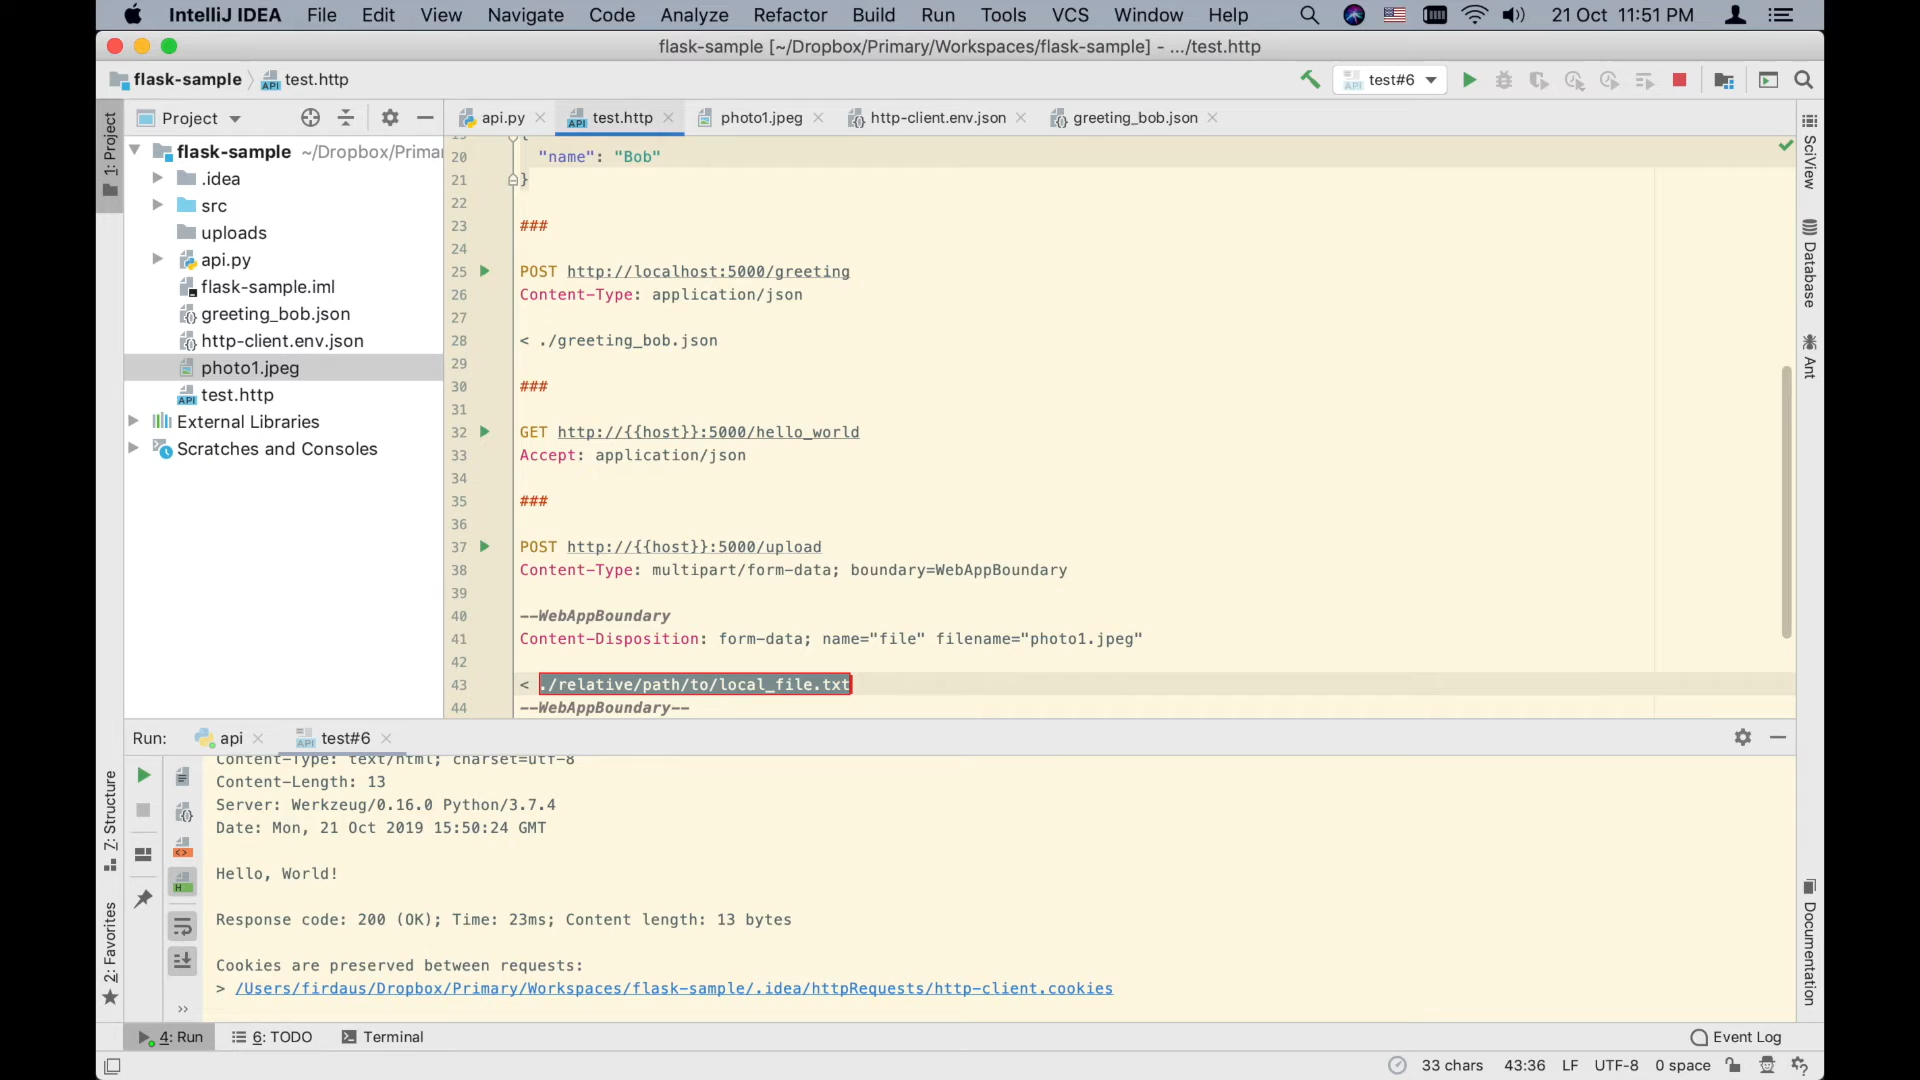 IntelliJ IDEA File Edit View Navigate Code Analyze Refactor Build Run Tools VCS Window Help 21 Oct 11:51 PM
flask-sample [~/Dropbox/Primary/Workspaces/flask-sample] - .../test.http
flask-sample test.http test#6
1: Project
Project
api.py test.http photo1.jpeg http-client.env.json greeting_bob.json
flask-sample ~/Dropbox/Prima
.idea
src
uploads
api.py
flask-sample.iml
greeting_bob.json
http-client.env.json
photo1.jpeg
test.http
External Libraries
Scratches and Consoles
20 "name": "Bob"
21 }
22
23 ###
24
25 POST http://localhost:5000/greeting
26 Content-Type: application/json
27
28 < ./greeting_bob.json
29
30 ###
31
32 GET http://{{host}}:5000/hello_world
33 Accept: application/json
34
35 ###
36
37 POST http://{{host}}:5000/upload
38 Content-Type: multipart/form-data; boundary=WebAppBoundary
39
40 --WebAppBoundary
41 Content-Disposition: form-data; name="file" filename="photo1.jpeg"
42
43 < ./relative/path/to/local_file.txt
44 --WebAppBoundary--
SciView
Database
Ant
Documentation
Run: api test#6
Content-Type: text/html; charset=utf-8
Content-Length: 13
Server: Werkzeug/0.16.0 Python/3.7.4
Date: Mon, 21 Oct 2019 15:50:24 GMT
Hello, World!
Response code: 200 (OK); Time: 23ms; Content length: 13 bytes
Cookies are preserved between requests:
> /Users/firdaus/Dropbox/Primary/Workspaces/flask-sample/.idea/httpRequests/http-client.cookies
Z: Structure
2: Favorites
4: Run 6: TODO Terminal Event Log
33 chars 43:36 LF UTF-8 0 space